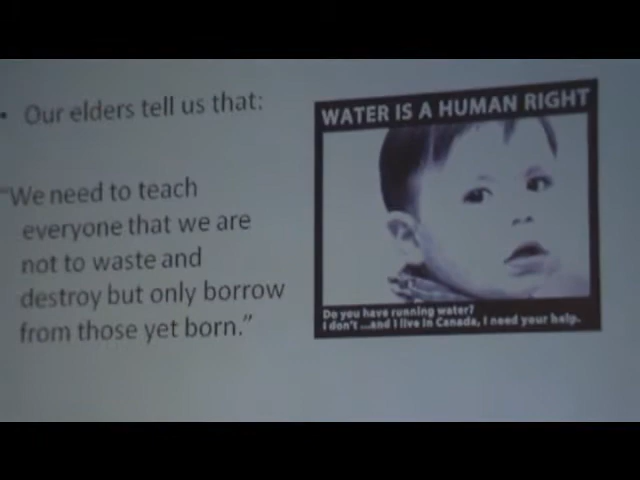 • Our elders tell us that:
"We need to teach
everyone that we are
not to waste and
destroy but only borrow
from those yet born."
WATER IS A HUMAN RIGHT
Do you have running water?
I don't ...and I live in Canada, I need your help.